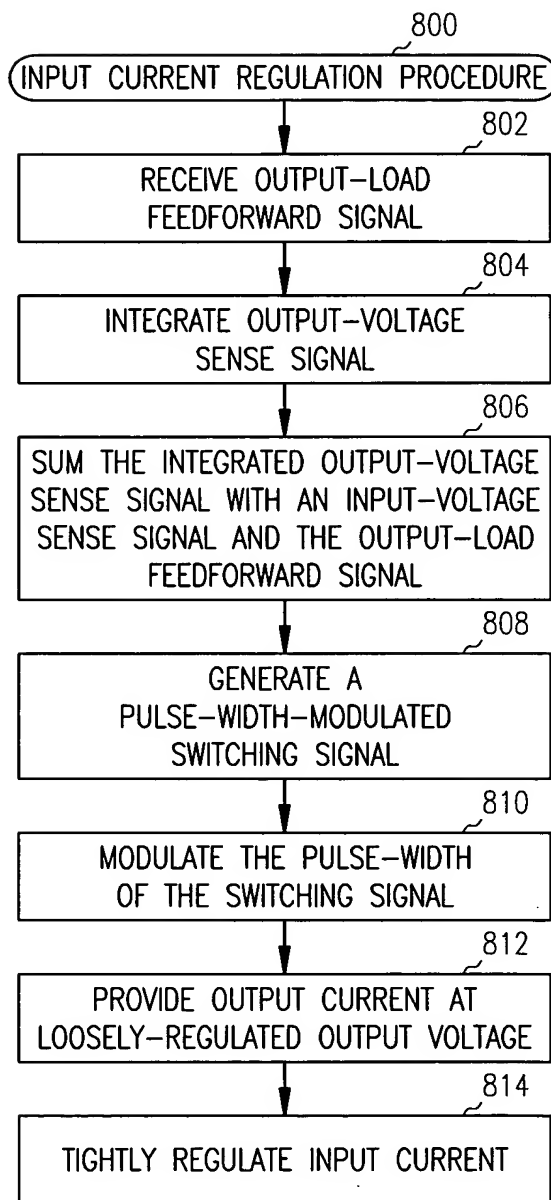 800
INPUT CURRENT REGULATION PROCEDURE
802
RECEIVE OUTPUT-LOAD
FEEDFORWARD SIGNAL
804
INTEGRATE OUTPUT-VOLTAGE
SENSE SIGNAL
806
SUM THE INTEGRATED OUTPUT-VOLTAGE
SENSE SIGNAL WITH AN INPUT-VOLTAGE
SENSE SIGNAL AND THE OUTPUT-LOAD
FEEDFORWARD SIGNAL
808
GENERATE A
PULSE-WIDTH-MODULATED
SWITCHING SIGNAL
810
MODULATE THE PULSE-WIDTH
OF THE SWITCHING SIGNAL
812
PROVIDE OUTPUT CURRENT AT
LOOSELY-REGULATED OUTPUT VOLTAGE
814
TIGHTLY REGULATE INPUT CURRENT